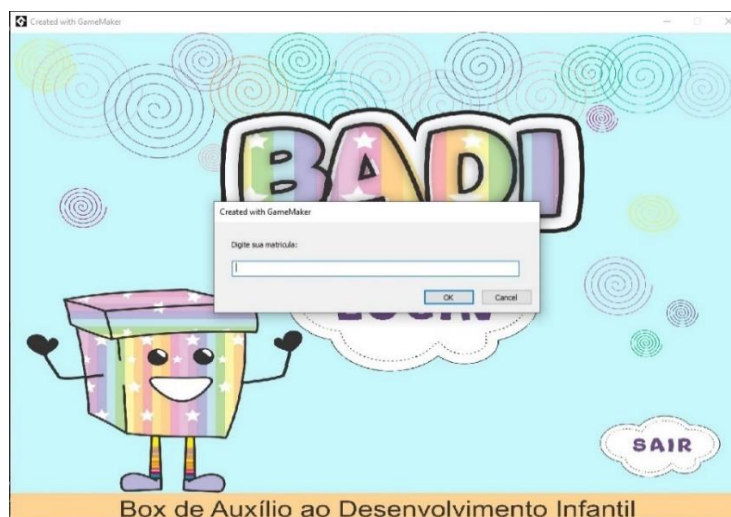 Created with GameMaker
BADI
Created with GameMaker
Digite sua matricula:
OK
Cancel
LOGIN
SAIR
Box de Auxílio ao Desenvolvimento Infantil